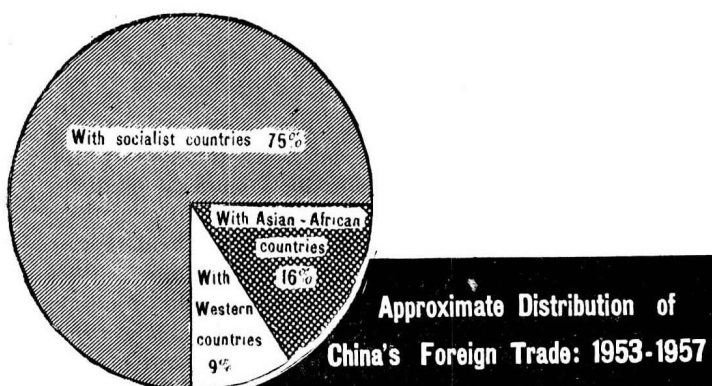 With socialist countries 75%
With Asian - African
countries
16%
With
Western
countries
9%
Approximate Distribution of
China's Foreign Trade: 1953-1957